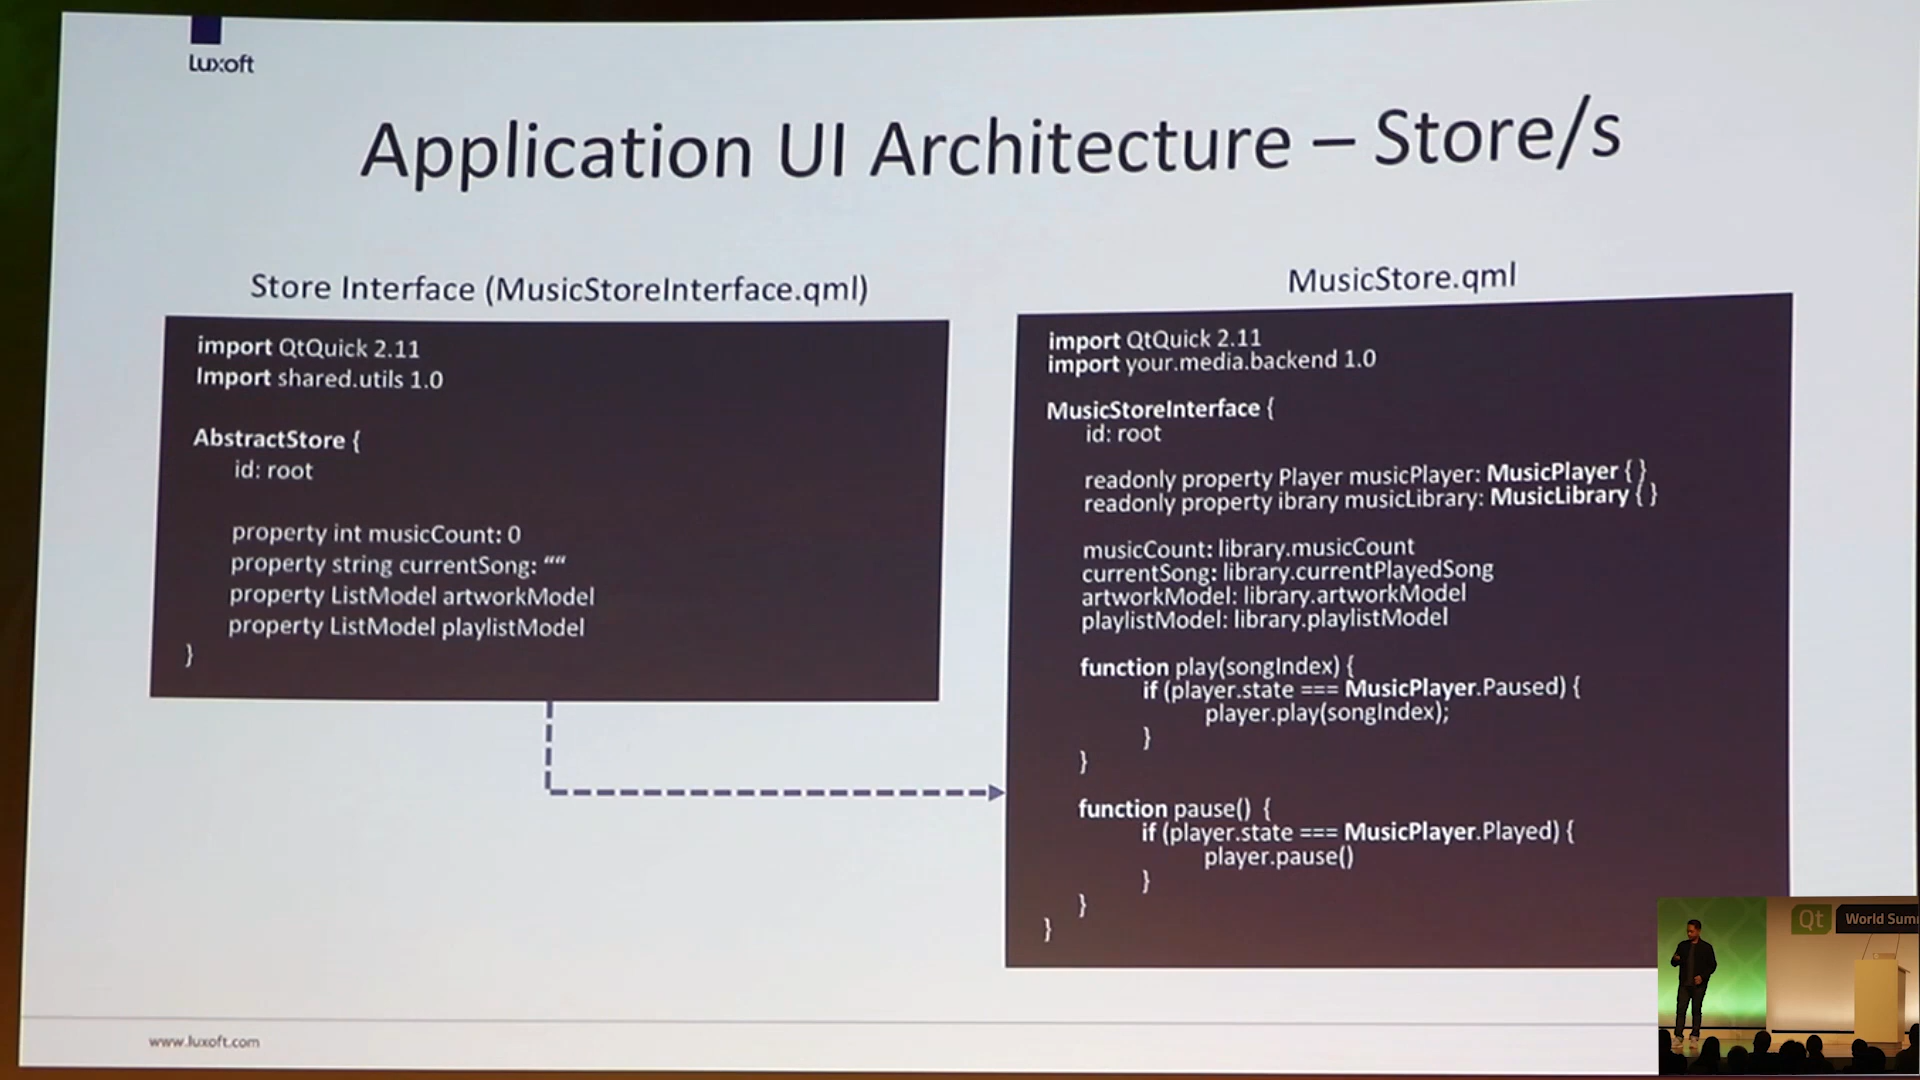 Luxoft
Application UI Architecture – Store/s
Store Interface (MusicStoreInterface.qml)
import QtQuick 2.11
Import shared.utils 1.0
AbstractStore {
id: root
property int musicCount: 0
property string currentSong: ““
property ListModel artworkModel
property ListModel playlistModel
}
MusicStore.qml
import QtQuick 2.11
import your.media.backend 1.0
MusicStoreInterface {
id: root
readonly property Player musicPlayer: MusicPlayer { }
readonly property ibrary musicLibrary: MusicLibrary { }
musicCount: library.musicCount
currentSong: library.currentPlayedSong
artworkModel: library.artworkModel
playlistModel: library.playlistModel
function play(songIndex) {
if (player.state === MusicPlayer.Paused) {
player.play(songIndex);
}
}
function pause() {
if (player.state === MusicPlayer.Played) {
player.pause()
}
}
}
www.luxoft.com
Qt World Sum